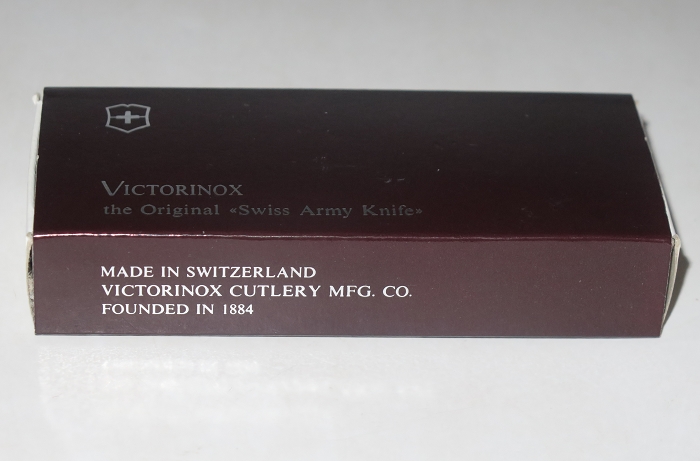 VICTORINOX
the Original «Swiss Army Knife»
MADE IN SWITZERLAND
VICTORINOX CUTLERY MFG. CO.
FOUNDED IN 1884